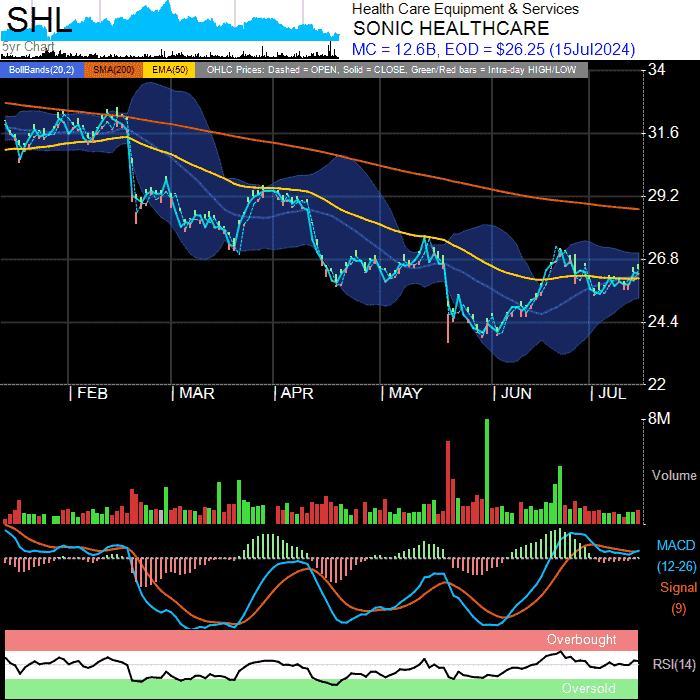 SHL
5yr Chart
Health Care Equipment & Services
SONIC HEALTHCARE
MC = 12.6B, EOD = $26.25 (15Jul2024)
BollBands(20,2) SMA(200) EMA(50) OHLC Prices: Dashed = OPEN, Solid = CLOSE, Green/Red bars = Intra-day HIGH/LOW
34
31.6
29.2
26.8
24.4
22
| FEB | MAR | APR | MAY | JUN | JUL
8M
Volume
MACD
(12-26)
Signal
(9)
Overbought
RSI(14)
Oversold